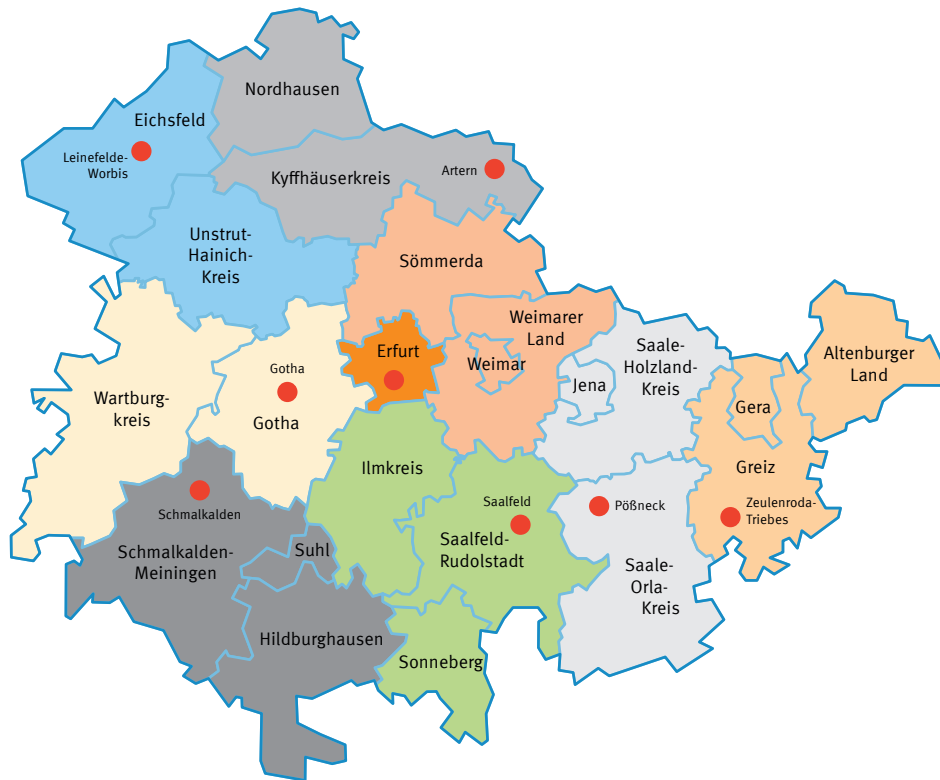 Nordhausen
Eichsfeld
Leinefelde-
Worbis
Kyffhäuserkreis
Artern
Unstrut-
Hainich-
Kreis
Sömmerda
Weimarer
Land
Weimar
Erfurt
Gotha
Gotha
Wartburg-
kreis
Saale-
Holzland-
Kreis
Jena
Altenburger
Land
Gera
Greiz
Zeulenroda-
Triebes
Ilmkreis
Saalfeld
Saalfeld-
Rudolstadt
Pößneck
Saale-
Orla-
Kreis
Schmalkalden
Schmalkalden-
Meiningen
Suhl
Hildburghausen
Sonneberg